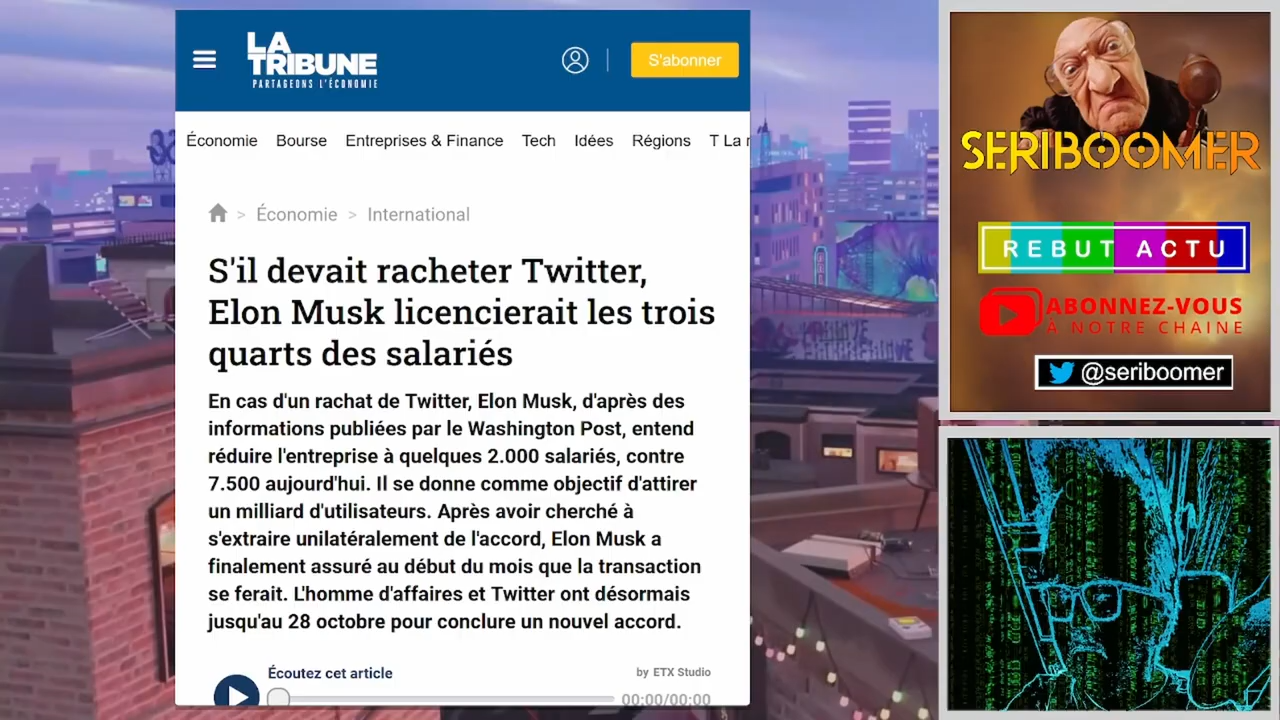 LA
TRIBUNE
PARTAGEONS L'ÉCONOMIE
S'abonner
Économie Bourse Entreprises & Finance Tech Idées Régions T La
> Économie > International
S'il devait racheter Twitter,
Elon Musk licencierait les trois
quarts des salariés
En cas d'un rachat de Twitter, Elon Musk, d'après des
informations publiées par le Washington Post, entend
réduire l'entreprise à quelques 2.000 salariés, contre
7.500 aujourd'hui. Il se donne comme objectif d'attirer
un milliard d'utilisateurs. Après avoir cherché à
s'extraire unilatéralement de l'accord, Elon Musk a
finalement assuré au début du mois que la transaction
se ferait. L'homme d'affaires et Twitter ont désormais
jusqu'au 28 octobre pour conclure un nouvel accord.
Écoutez cet article
by ETX Studio
00:00/00:00
SERIBOOMER
REBUT ACTU
ABONNEZ-VOUS
À NOTRE CHAINE
@seriboomer